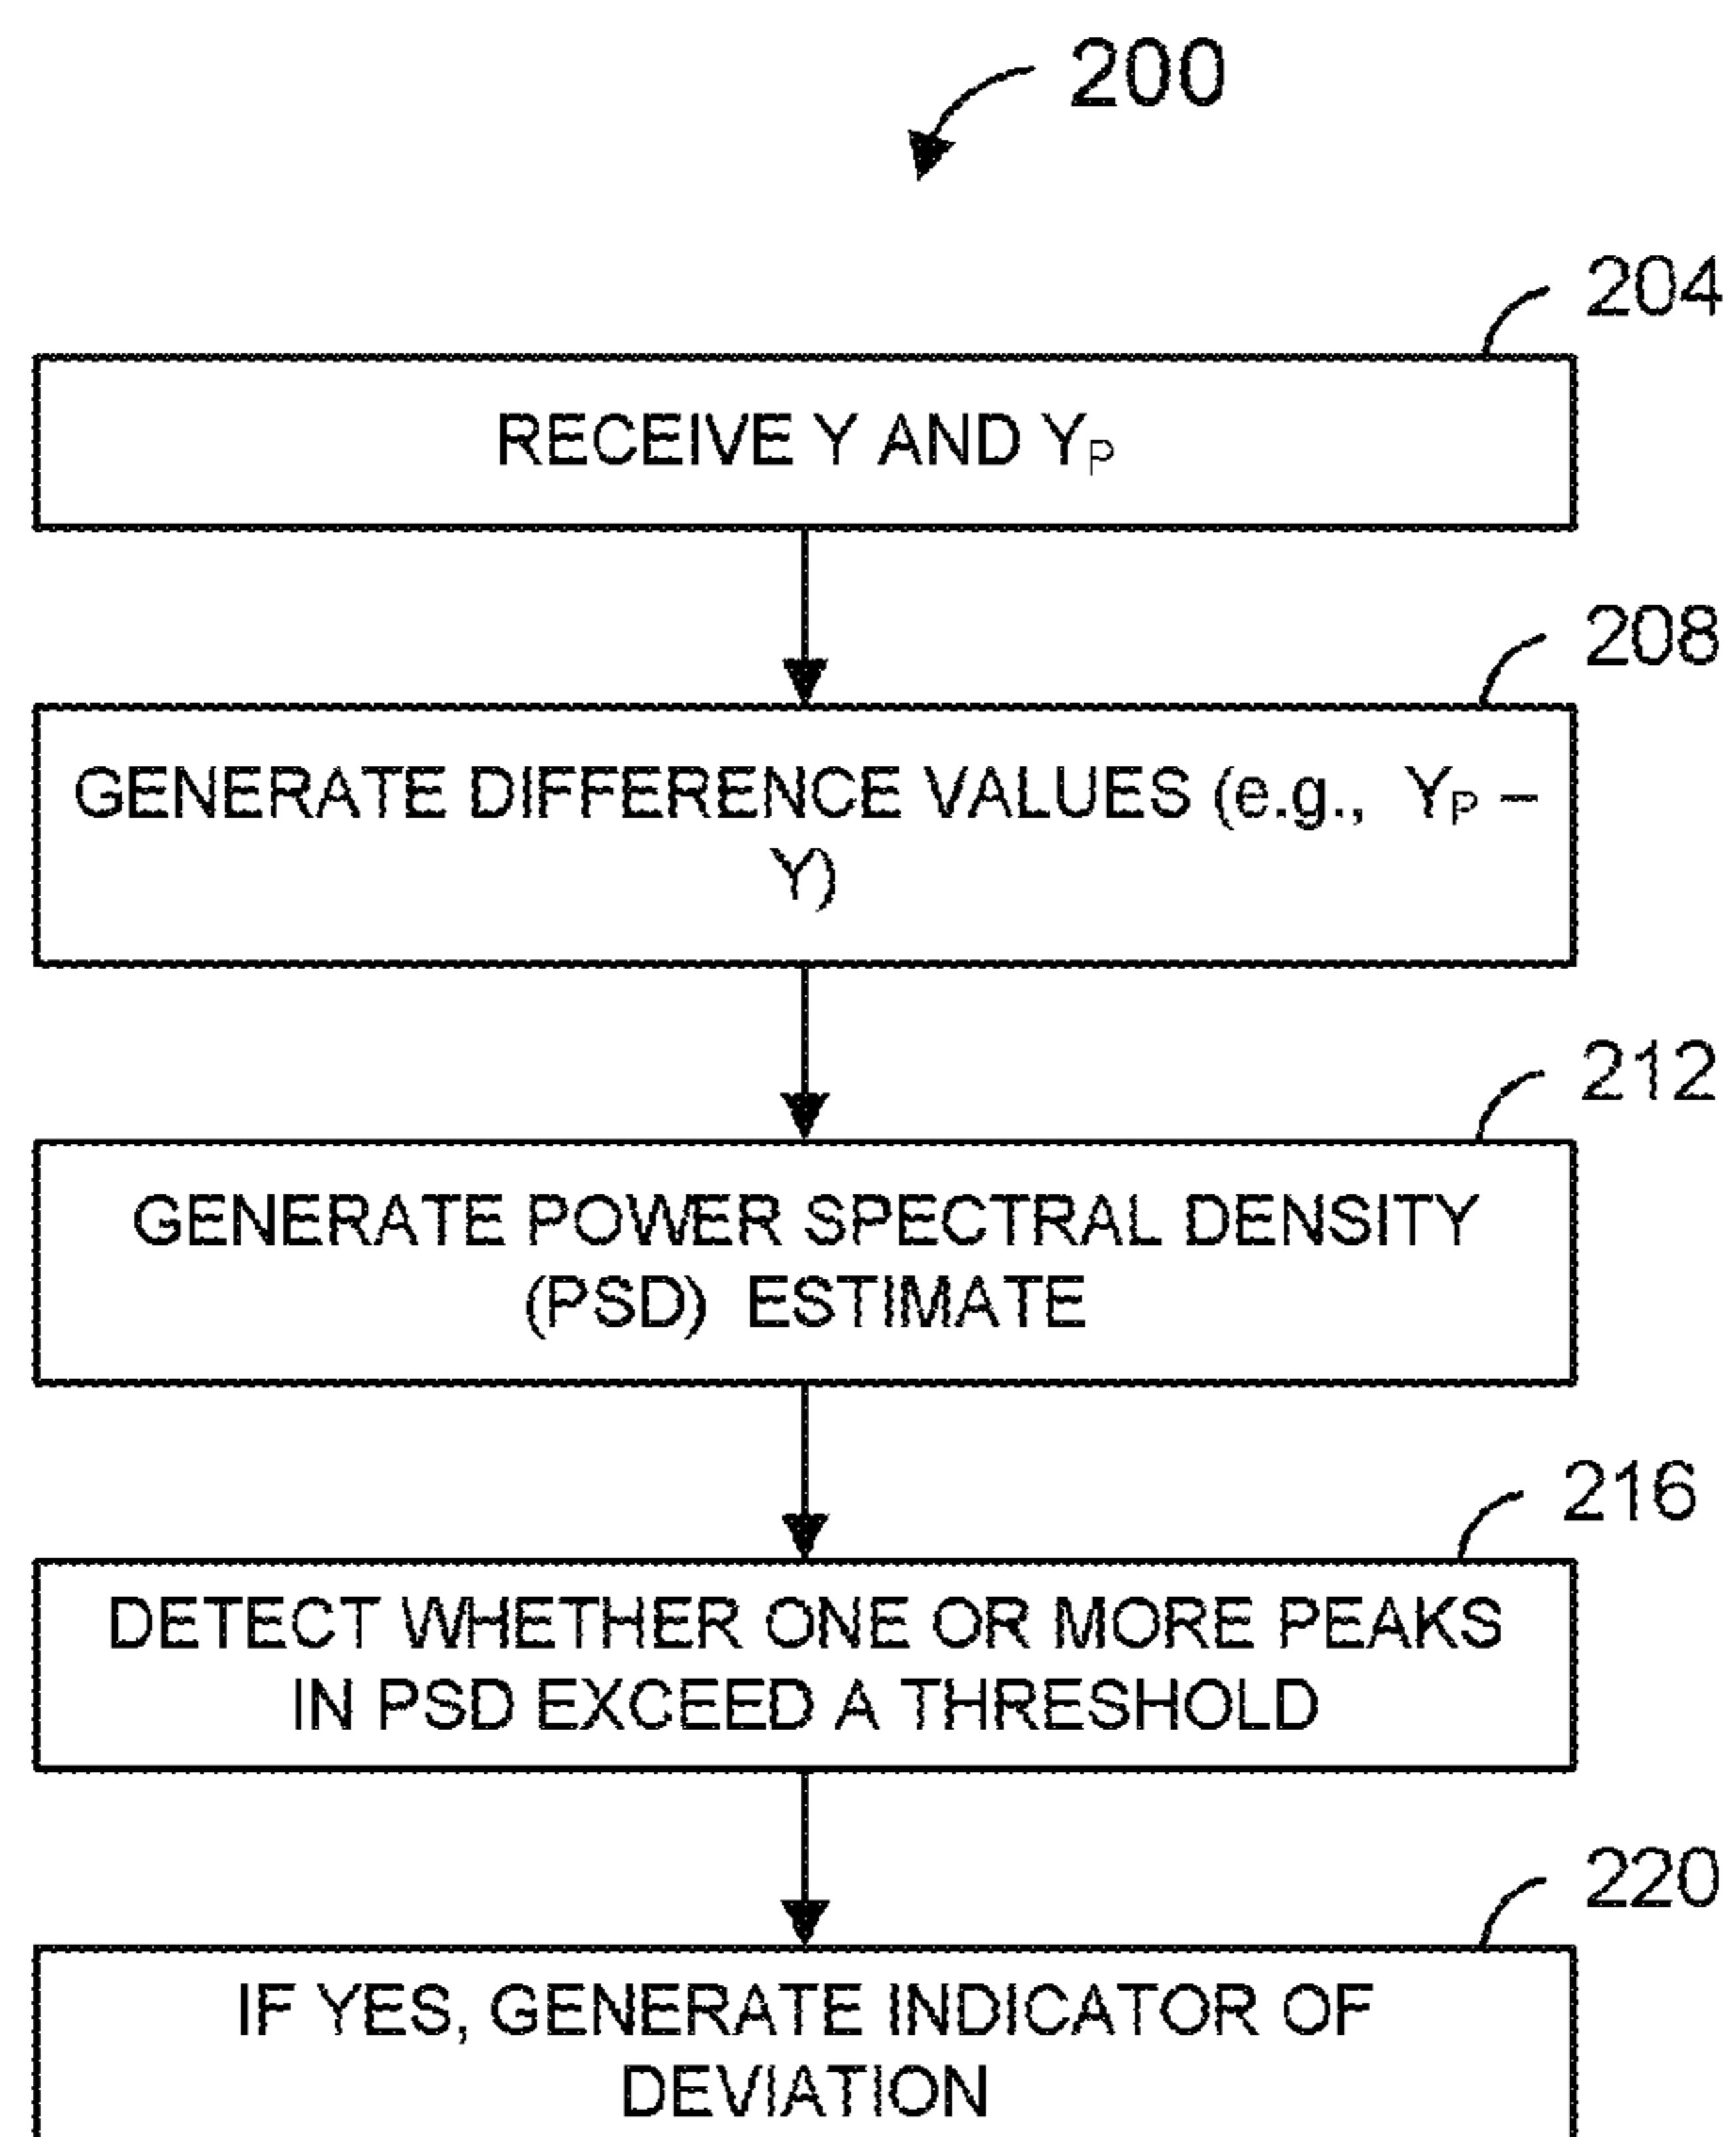 200
204
RECEIVE Y AND YP
208
GENERATE DIFFERENCE VALUES (e.g., YP –
Y)
212
GENERATE POWER SPECTRAL DENSITY
(PSD) ESTIMATE
216
DETECT WHETHER ONE OR MORE PEAKS
IN PSD EXCEED A THRESHOLD
220
IF YES, GENERATE INDICATOR OF
DEVIATION